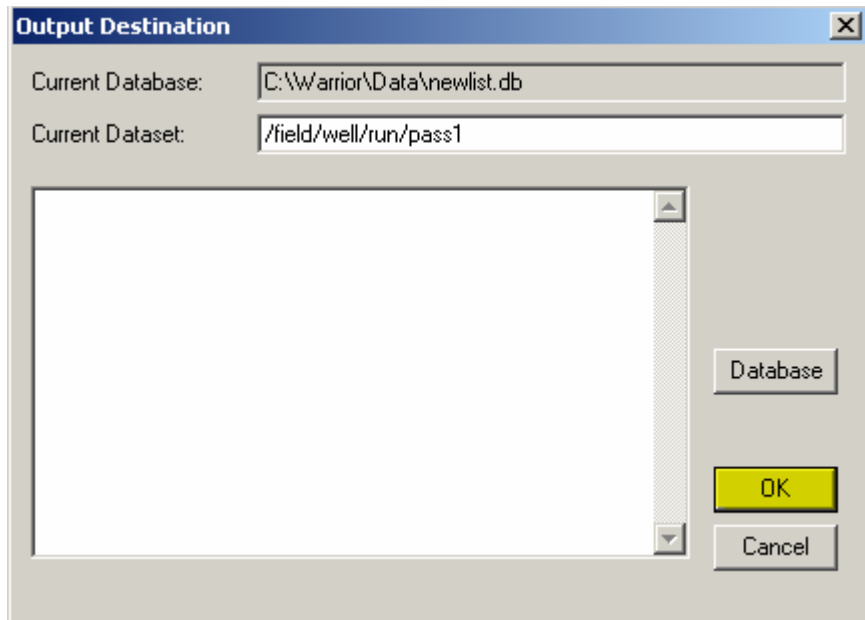 Output Destination
Current Database: C:\Warrior\Data\newlist.db
Current Dataset: /field/well/run/pass1
Database
OK
Cancel